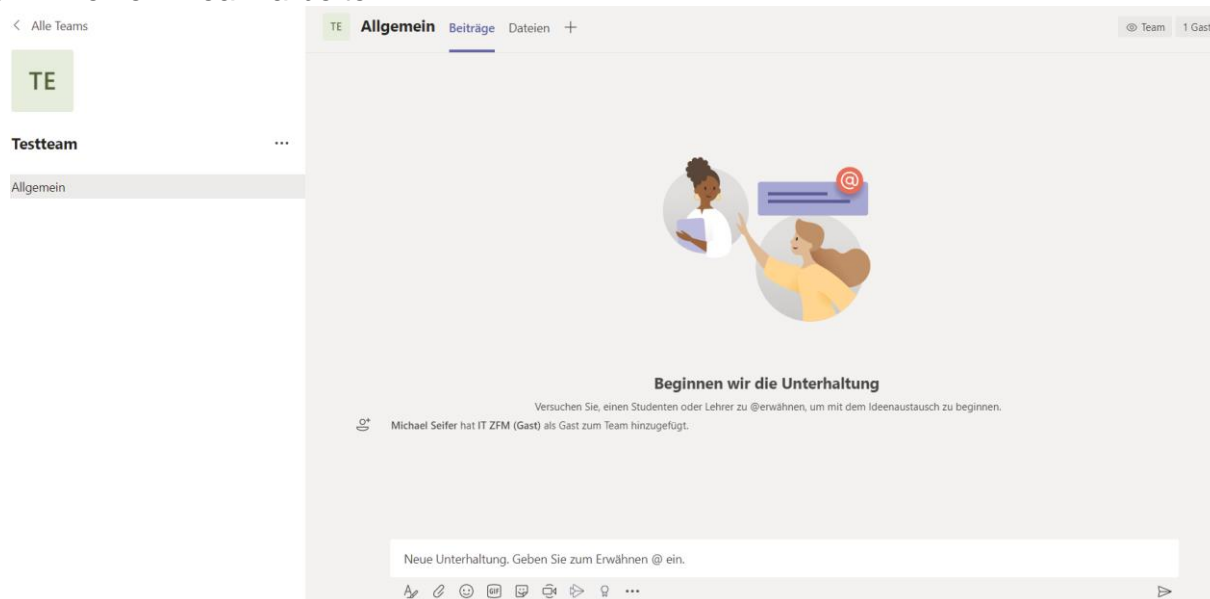 Alle Teams
TE
Testteam
Allgemein
TE Allgemein Beiträge Dateien
Team 1 Gast
@
Beginnen wir die Unterhaltung
Versuchen Sie, einen Studenten oder Lehrer zu @erwähnen, um mit dem Ideenaustausch zu beginnen.
Michael Seifer hat IT ZFM (Gast) als Gast zum Team hinzugefügt.
Neue Unterhaltung. Geben Sie zum Erwähnen @ ein.
GIF